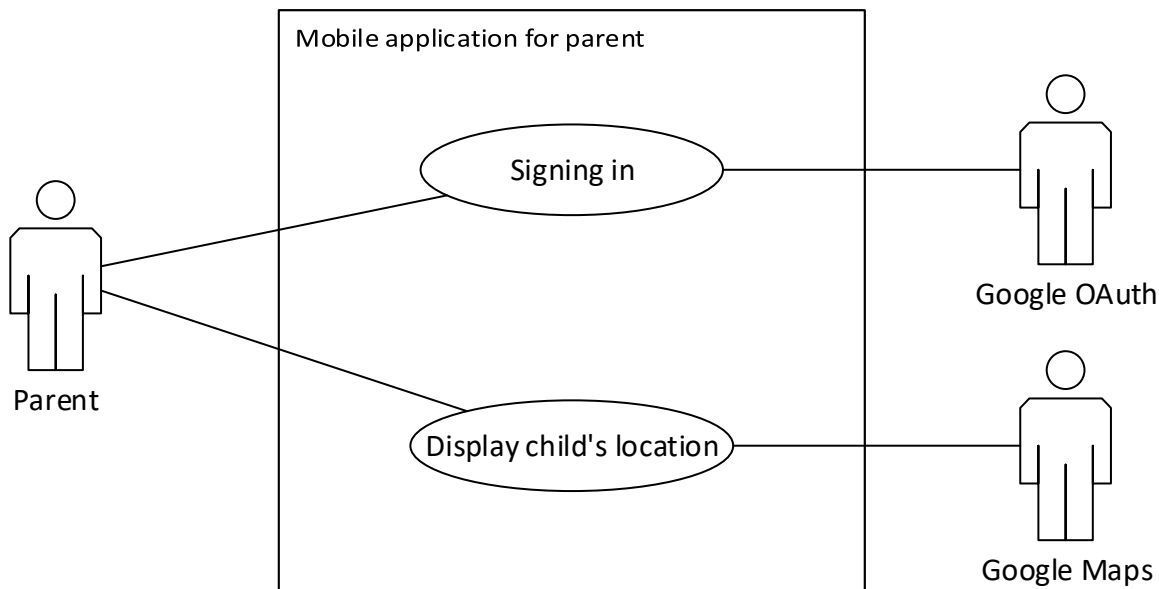 Mobile application for parent
Signing in
Google OAuth
Parent
Display child's location
Google Maps